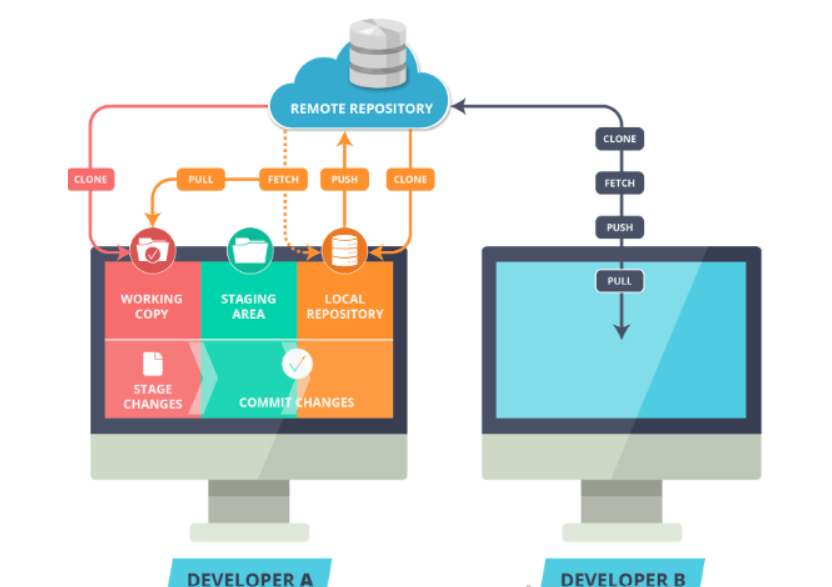 REMOTE REPOSITORY
CLONE
PULL
FETCH
PUSH
CLONE
CLONE
FETCH
PUSH
PULL
WORKING
COPY
STAGING
AREA
LOCAL
REPOSITORY
STAGE
CHANGES
COMMIT CHANGES
DEVELOPER A
DEVELOPER B